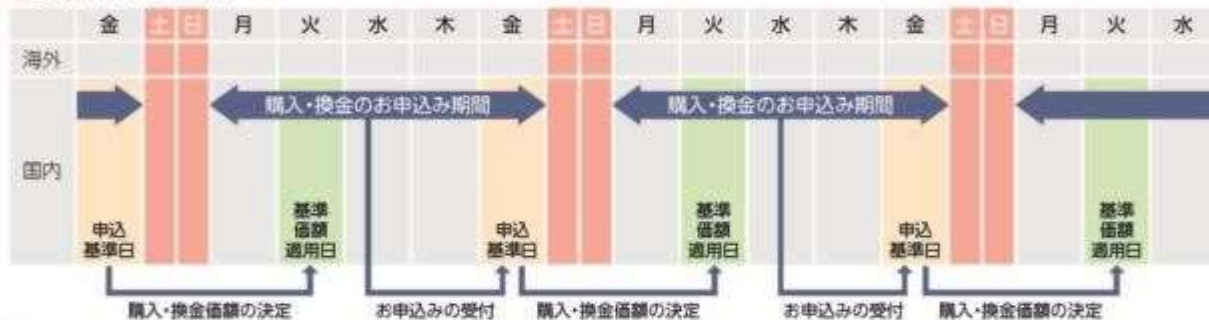 金 土 日 月 火 水 木 金 土 日 月 火 水 木 金 土 日 月 火 水
海外
購入・換金のお申込み期間 購入・換金のお申込み期間
国内
申込
基準日
基準
価額
適用日
申込
基準日
基準
価額
適用日
申込
基準日
基準
価額
適用日
購入・換金価額の決定 お申込みの受付 購入・換金価額の決定 お申込みの受付 購入・換金価額の決定